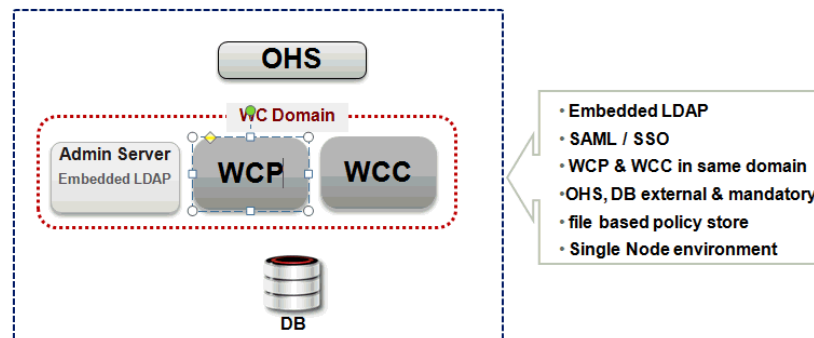 OHS
WC Domain
Admin Server
Embedded LDAP
WCP
WCC
DB
• Embedded LDAP
• SAML / SSO
• WCP & WCC in same domain
•OHS, DB external & mandatory
• file based policy store
• Single Node environment